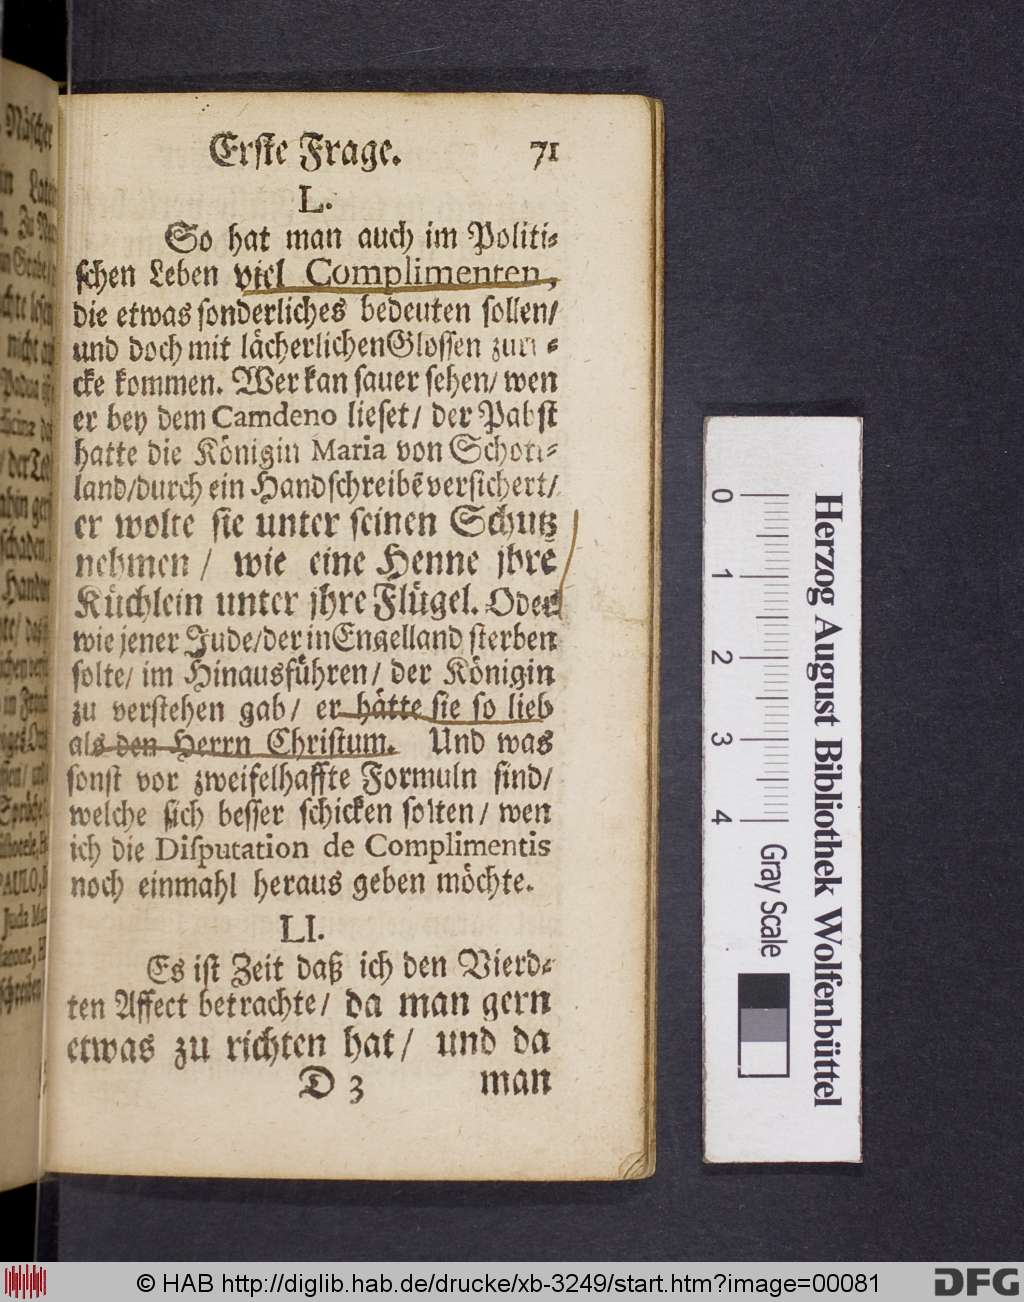 Erste Frage. 71
L.
So hat man auch im Politi-
schen Leben viel Complimenten,
die etwas sonderliches bedeuten sollen/
und doch mit lächerlichen Glossen zurü-
cke kommen. Wer kan sauer sehen/ wen
er bey dem Camdeno lieset/ der Pabst
hatte die Königin Maria von Schott-
land/durch ein Handschreibē versichert/
er wolte sie unter seinen Schutz
nehmen / wie eine Henne jhre
Küchlein unter jhre Flügel. Oder
wie jener Jude/der in Engelland sterben
solte/ im Hinausführen/ der Königin
zu verstehen gab/ er hätte sie so lieb
als den Herrn Christum. Und was
sonst vor zweifelhaffte Formuln sind/
welche sich besser schicken solten/ wen
ich die Disputation de Complimentis
noch einmahl heraus geben möchte.
LI.
Es ist Zeit daß ich den Vierd-
ten Affect betrachte/ da man gern
etwas zu richten hat/ und da
D 3 man
0 1 2 3 4 Gray Scale
Herzog August Bibliothek Wolfenbüttel
© HAB http://diglib.hab.de/drucke/xb-3249/start.htm?image=00081
DFG